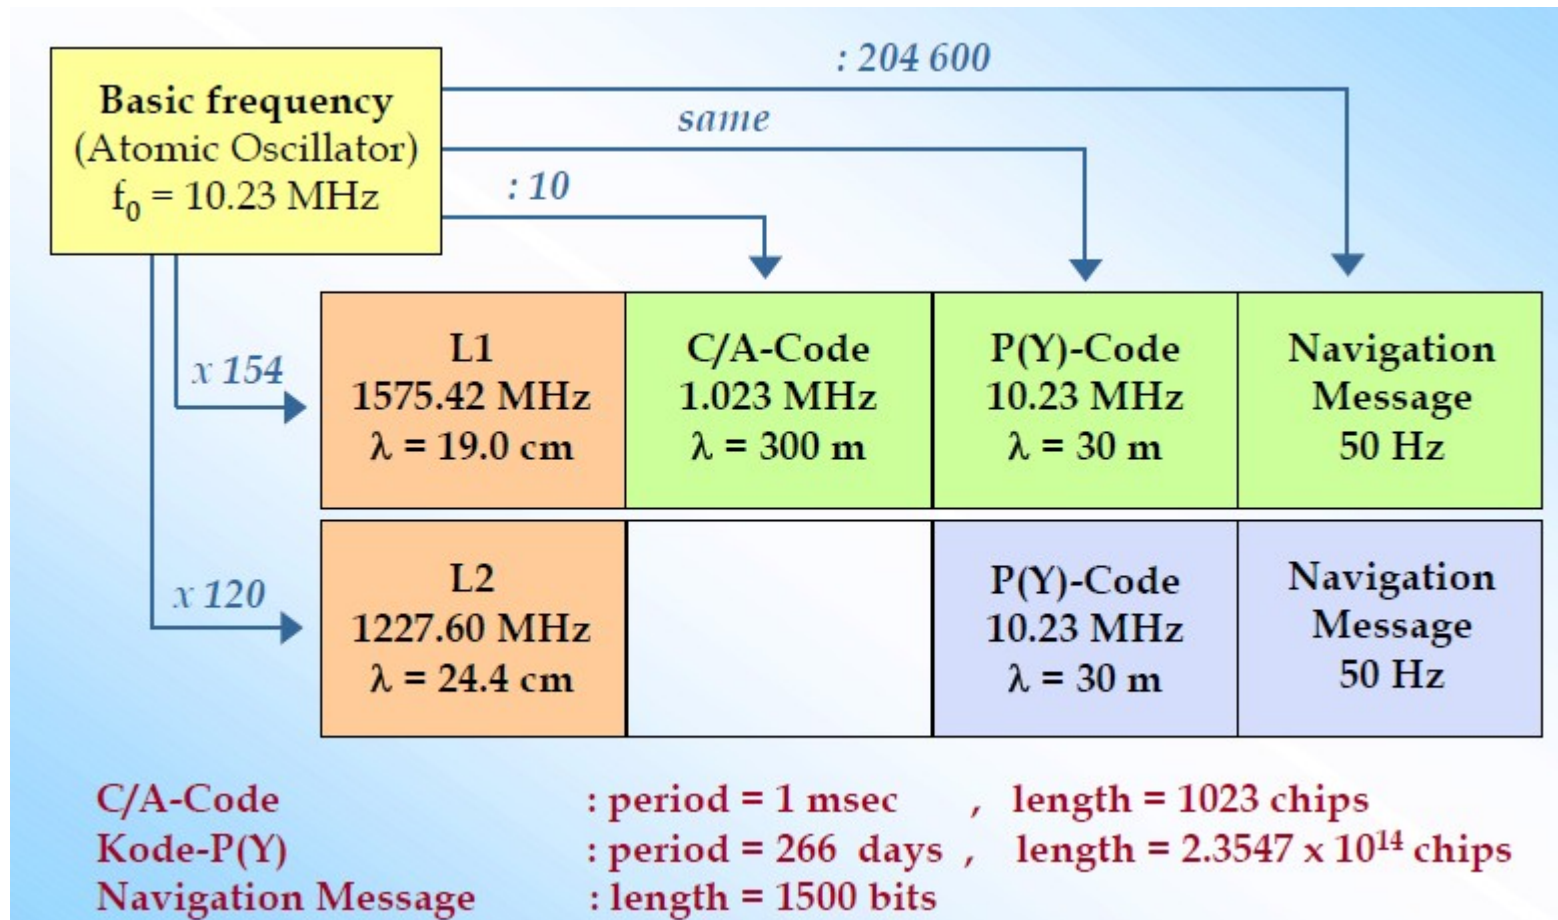 : 204 600
Basic frequency
(Atomic Oscillator)
f₀ = 10.23 MHz
same
: 10
x 154
L1
1575.42 MHz
λ = 19.0 cm
C/A-Code
1.023 MHz
λ = 300 m
P(Y)-Code
10.23 MHz
λ = 30 m
Navigation
Message
50 Hz
x 120
L2
1227.60 MHz
λ = 24.4 cm
P(Y)-Code
10.23 MHz
λ = 30 m
Navigation
Message
50 Hz
C/A-Code : period = 1 msec , length = 1023 chips
Kode-P(Y) : period = 266 days , length = 2.3547 x 10¹⁴ chips
Navigation Message : length = 1500 bits